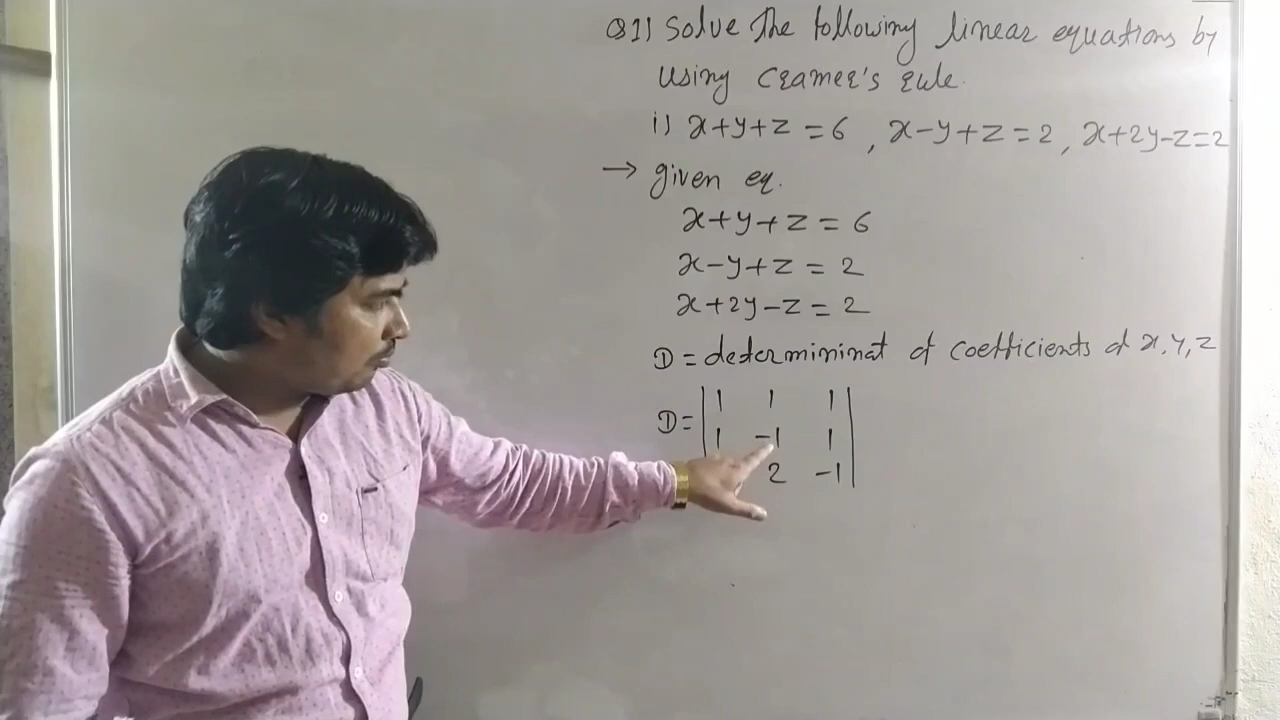 Q1) Solve the following linear equations by
using cramer's rule.
i) x+y+z = 6 , x-y+z = 2 , x+2y-z=2
→ given eq.
x+y+z = 6
x-y+z = 2
x+2y-z = 2
D = determininat of coefficients of x, y, z
D = | 1 1 1 |
| 1 -1 1 |
2 -1 |